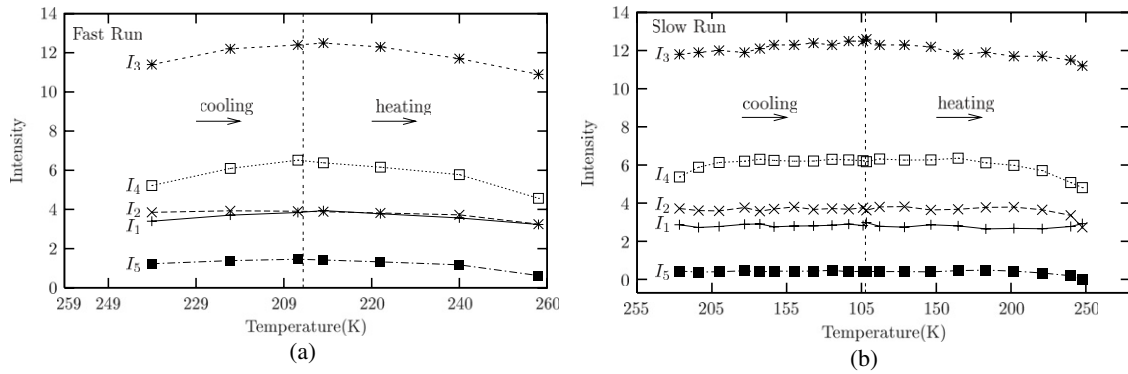 Fast Run
14
12
10
8
6
4
2
0
Intensity
I3
I4
I2
I1
I5
cooling
heating
259 249 229 209 222 240 260
Temperature(K)
(a)
Slow Run
14
12
10
8
6
4
2
0
Intensity
I3
I4
I2
I1
I5
cooling
heating
255 205 155 105 150 200 250
Temperature(K)
(b)